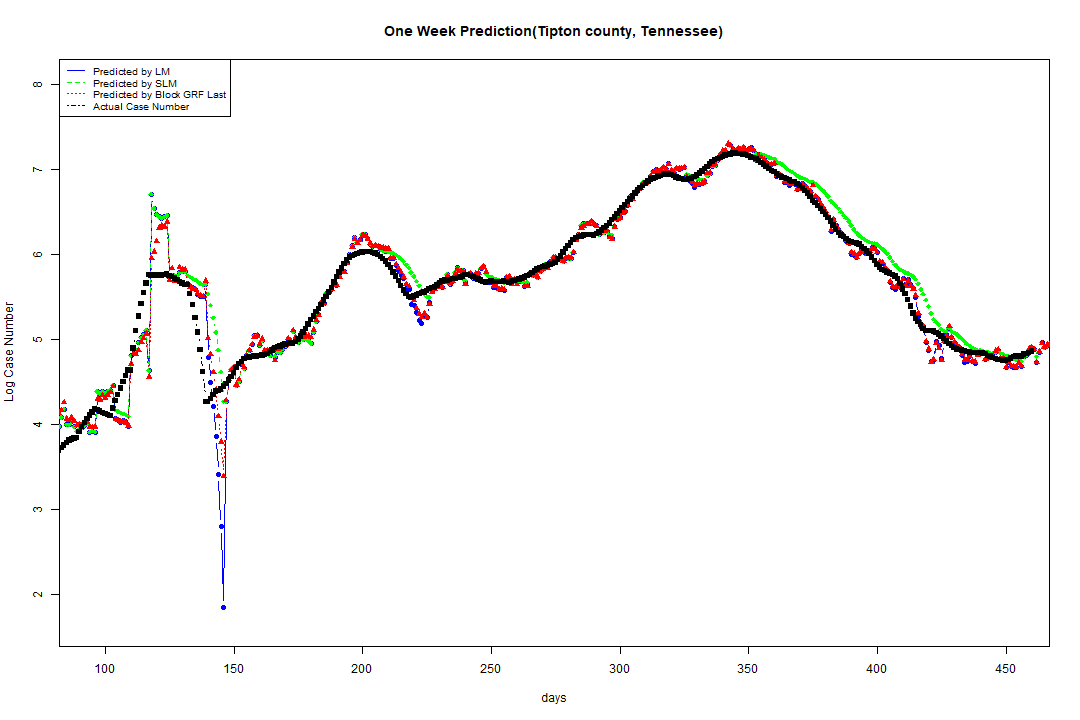 One Week Prediction(Tipton county, Tennessee)
Predicted by LM
Predicted by SLM
Predicted by Block GRF Last
Actual Case Number
8
7
6
5
4
3
2
Log Case Number
100 150 200 250 300 350 400 450
days